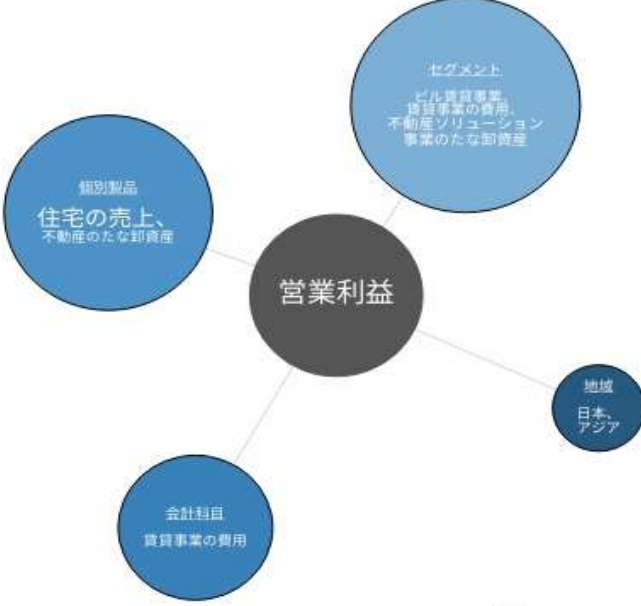 セグメント
ビル賃貸事業、
賃貸事業の費用、
不動産ソリューション
事業のたな卸資産
個別製品
住宅の売上、
不動産のたな卸資産
営業利益
地域
日本、
アジア
会計科目
賃貸事業の費用